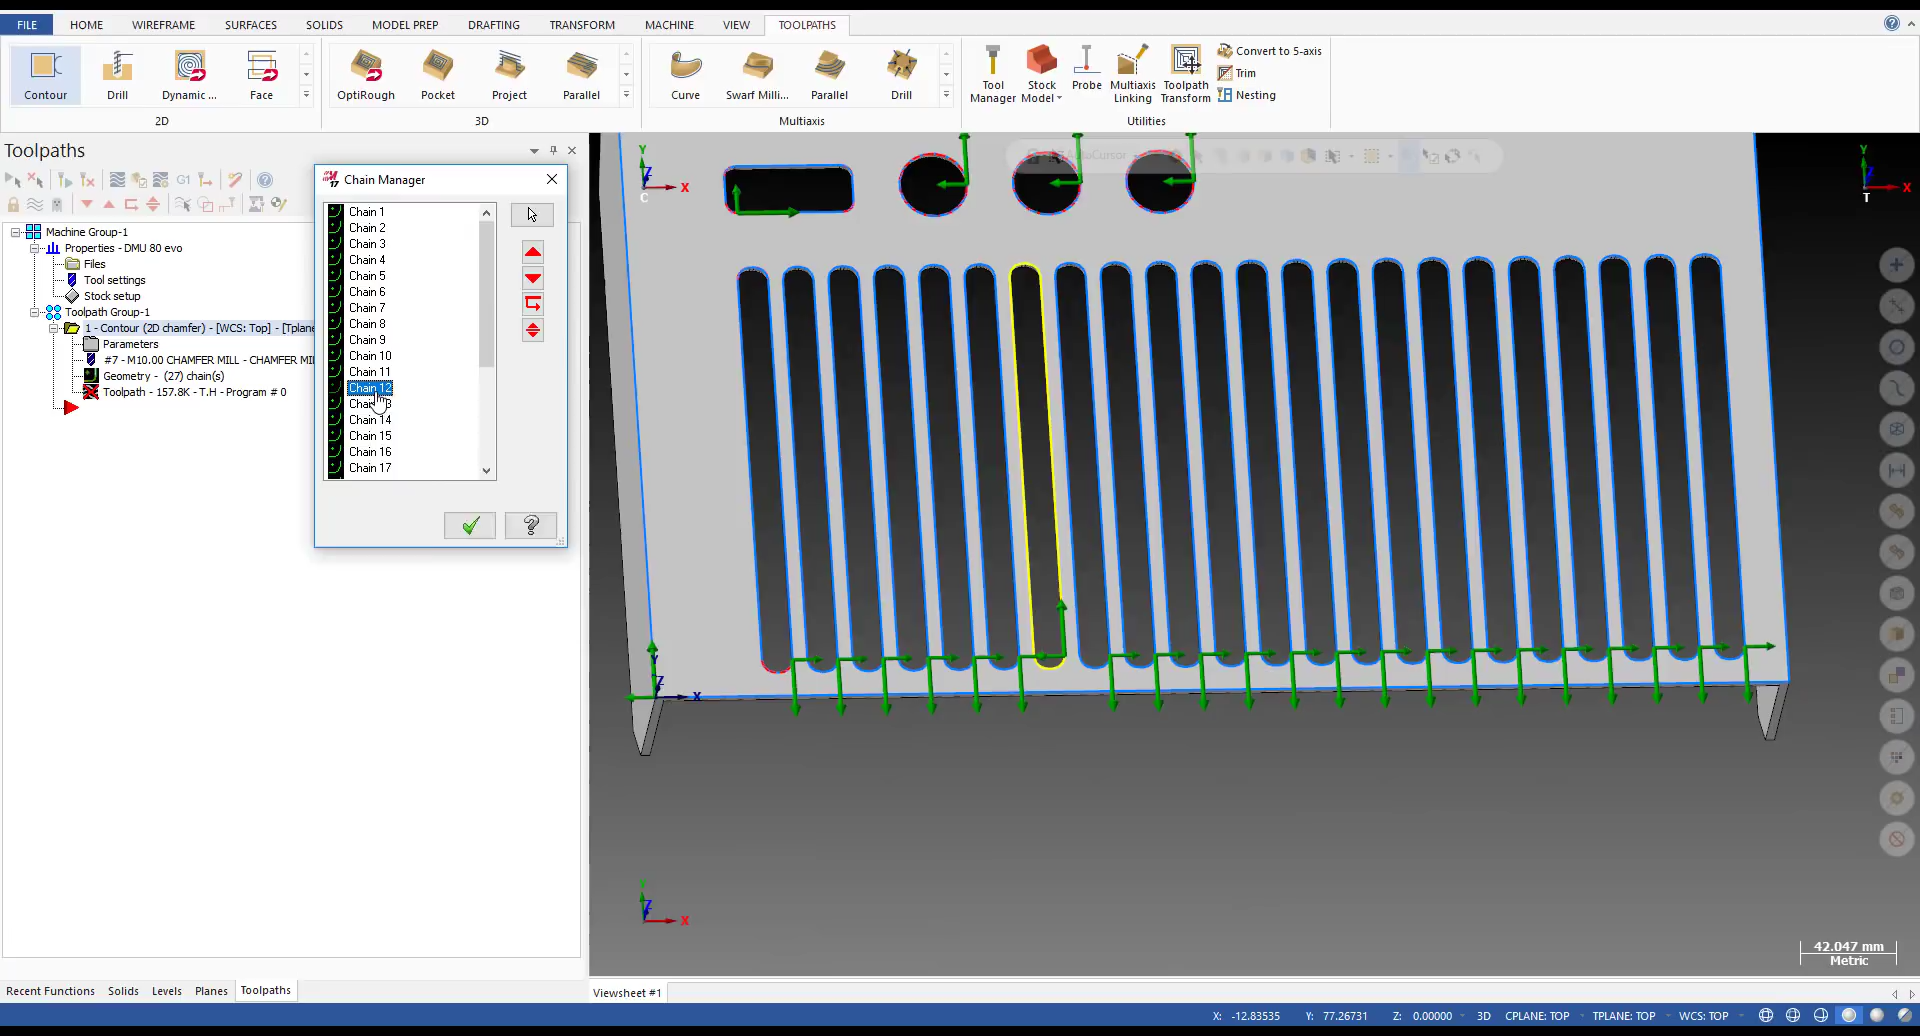 FILE HOME WIREFRAME SURFACES SOLIDS MODEL PREP DRAFTING TRANSFORM MACHINE VIEW TOOLPATHS
Contour Drill Dynamic ... Face
2D
OptiRough Pocket Project Parallel
3D
Curve Swarf Milli... Parallel Drill
Multiaxis
Tool Manager
Stock Model
Probe
Multiaxis Linking
Toolpath Transform
Convert to 5-axis
Trim
Nesting
Utilities
Toolpaths
G1
Machine Group-1
Properties - DMU 80 evo
Files
Tool settings
Stock setup
Toolpath Group-1
1 - Contour (2D chamfer) - [WCS: Top] - [Tplane
Parameters
#7 - M10.00 CHAMFER MILL - CHAMFER MI
Geometry - (27) chain(s)
Toolpath - 157.8K - T.H - Program # 0
Chain Manager
Chain 1
Chain 2
Chain 3
Chain 4
Chain 5
Chain 6
Chain 7
Chain 8
Chain 9
Chain 10
Chain 11
Chain 12
Chain 14
Chain 15
Chain 16
Chain 17
AutoCursor
Y
Z
X
C
Y
Z
X
T
Y
Z
X
Y
Z
X
42.047 mm
Metric
Recent Functions Solids Levels Planes Toolpaths
Viewsheet #1
X: -12.83535 Y: 77.26731 Z: 0.00000 3D CPLANE: TOP TPLANE: TOP WCS: TOP